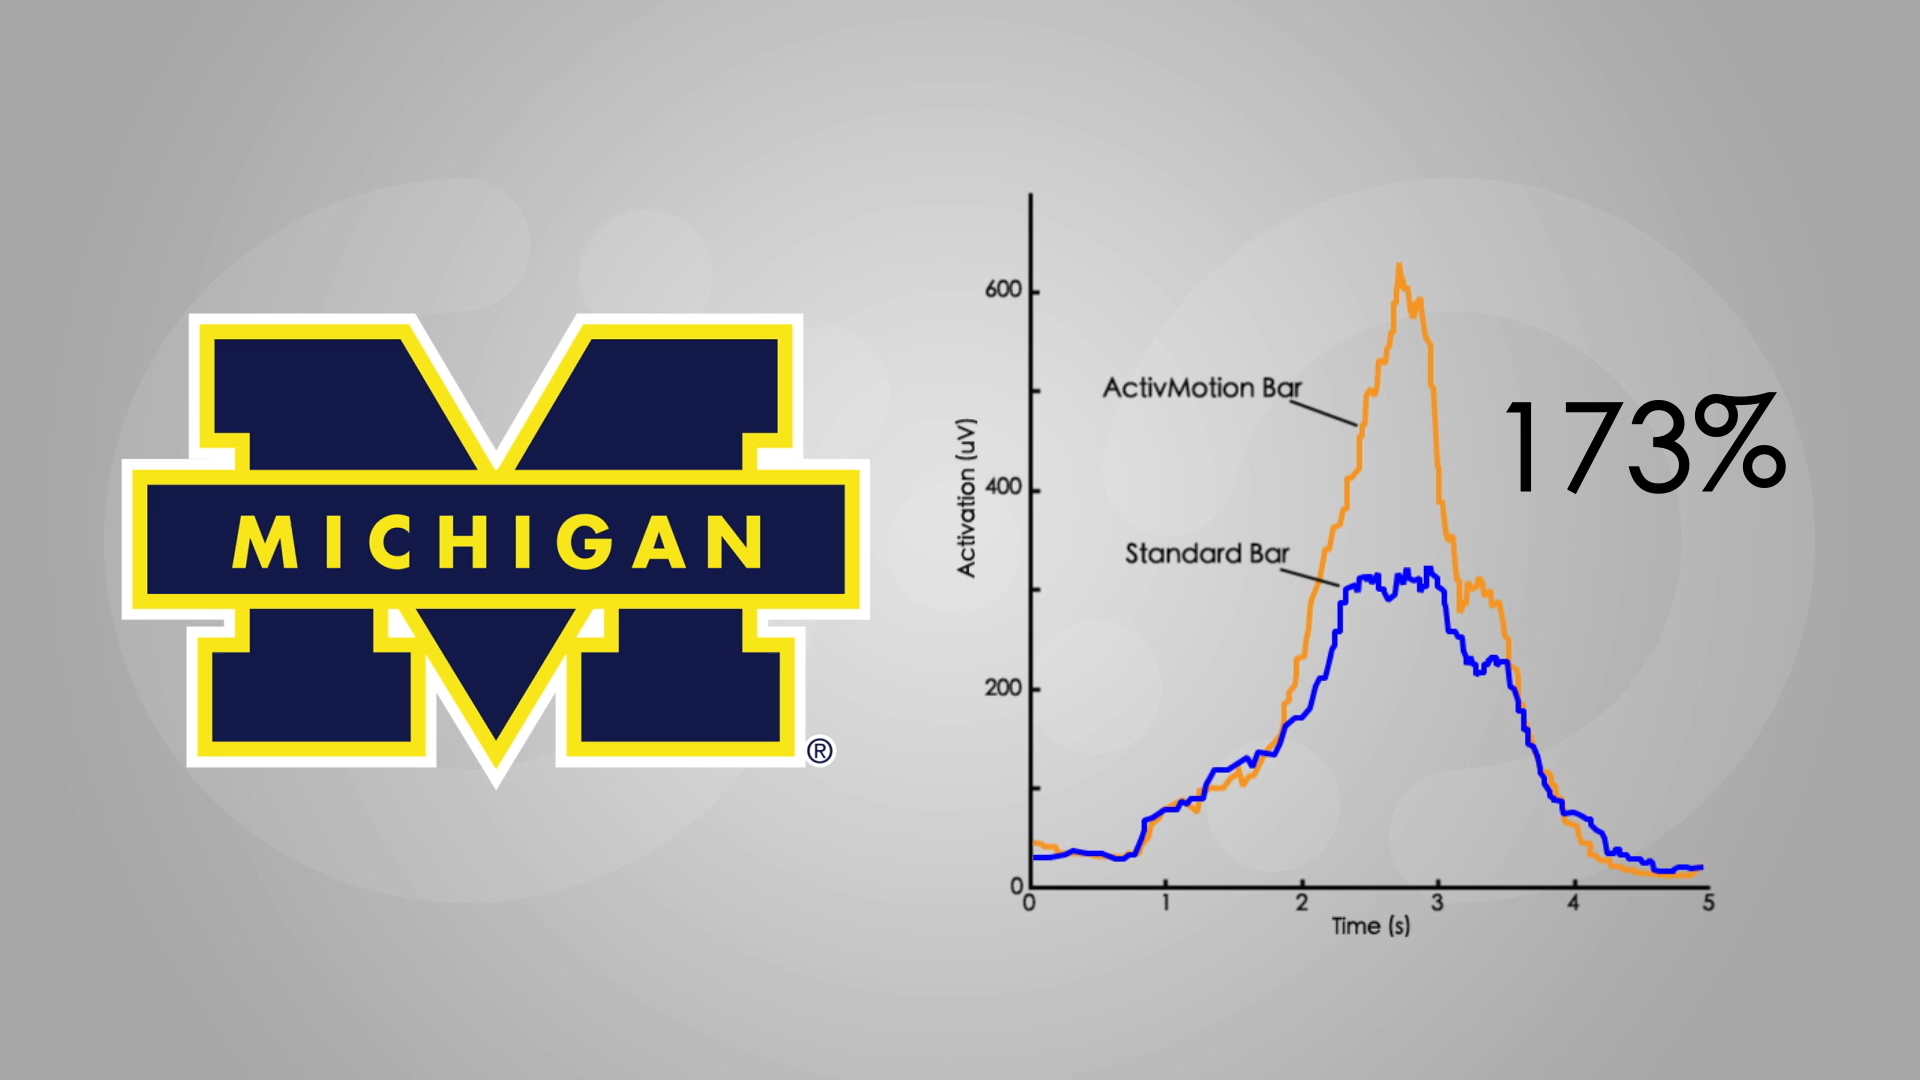 MICHIGAN
®
600
ActivMotion Bar
173%
Activation (uV)
400
Standard Bar
200
0
0 1 2 3 4 5
Time (s)